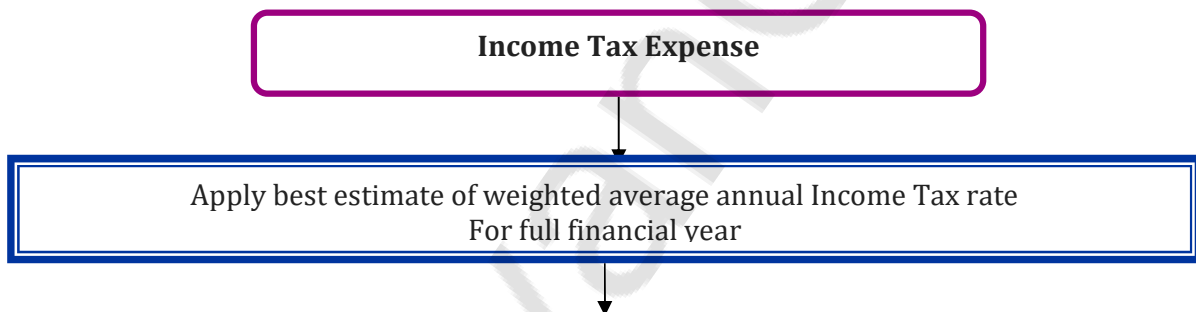 Income Tax Expense
Apply best estimate of weighted average annual Income Tax rate
For full financial year